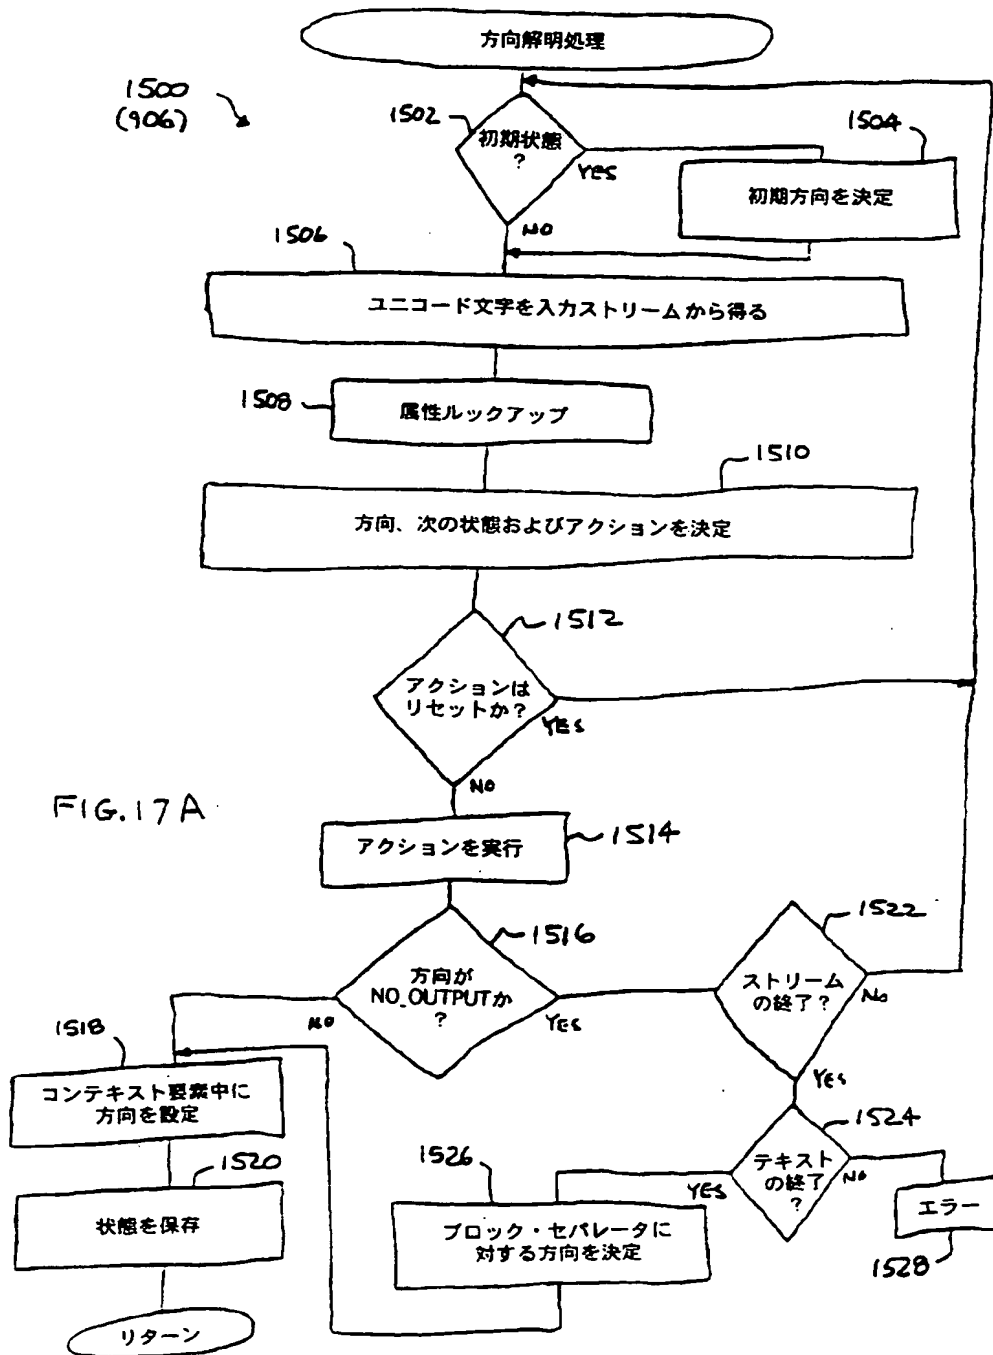 方向解明処理
1500
(906)
1502
初期状態
?
YES
NO
1504
初期方向を決定
1506
ユニコード文字を入力ストリームから得る
1508
属性ルックアップ
1510
方向、次の状態およびアクションを決定
1512
アクションは
リセットか?
YES
NO
FIG.17A
アクションを実行
1514
1516
方向が
NO_OUTPUTか
?
NO
YES
1522
ストリーム
の終了?
NO
YES
1518
コンテキスト要素中に
方向を設定
1520
状態を保存
リターン
1524
テキスト
の終了
?
YES
NO
1526
ブロック・セパレータに
対する方向を決定
エラー
1528